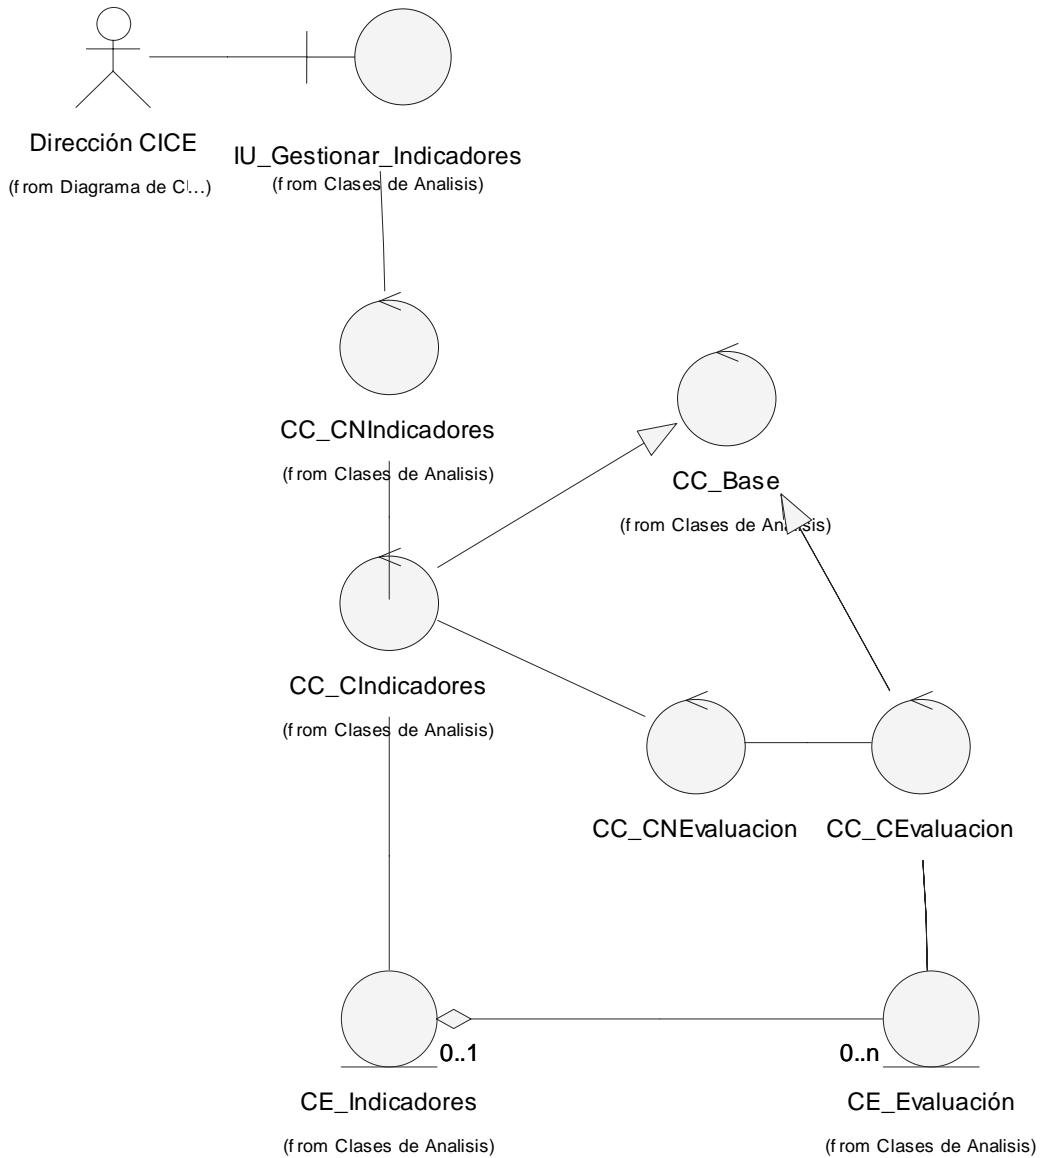 Dirección CICE
(from Diagrama de Cl...)
IU_Gestionar_Indicadores
(from Clases de Analisis)
CC_CNIndicadores
(from Clases de Analisis)
CC_Base
(from Clases de Analisis)
CC_CIndicadores
(from Clases de Analisis)
CC_CNEvaluacion
CC_CEvaluacion
0..1
0..n
CE_Indicadores
(from Clases de Analisis)
CE_Evaluación
(from Clases de Analisis)